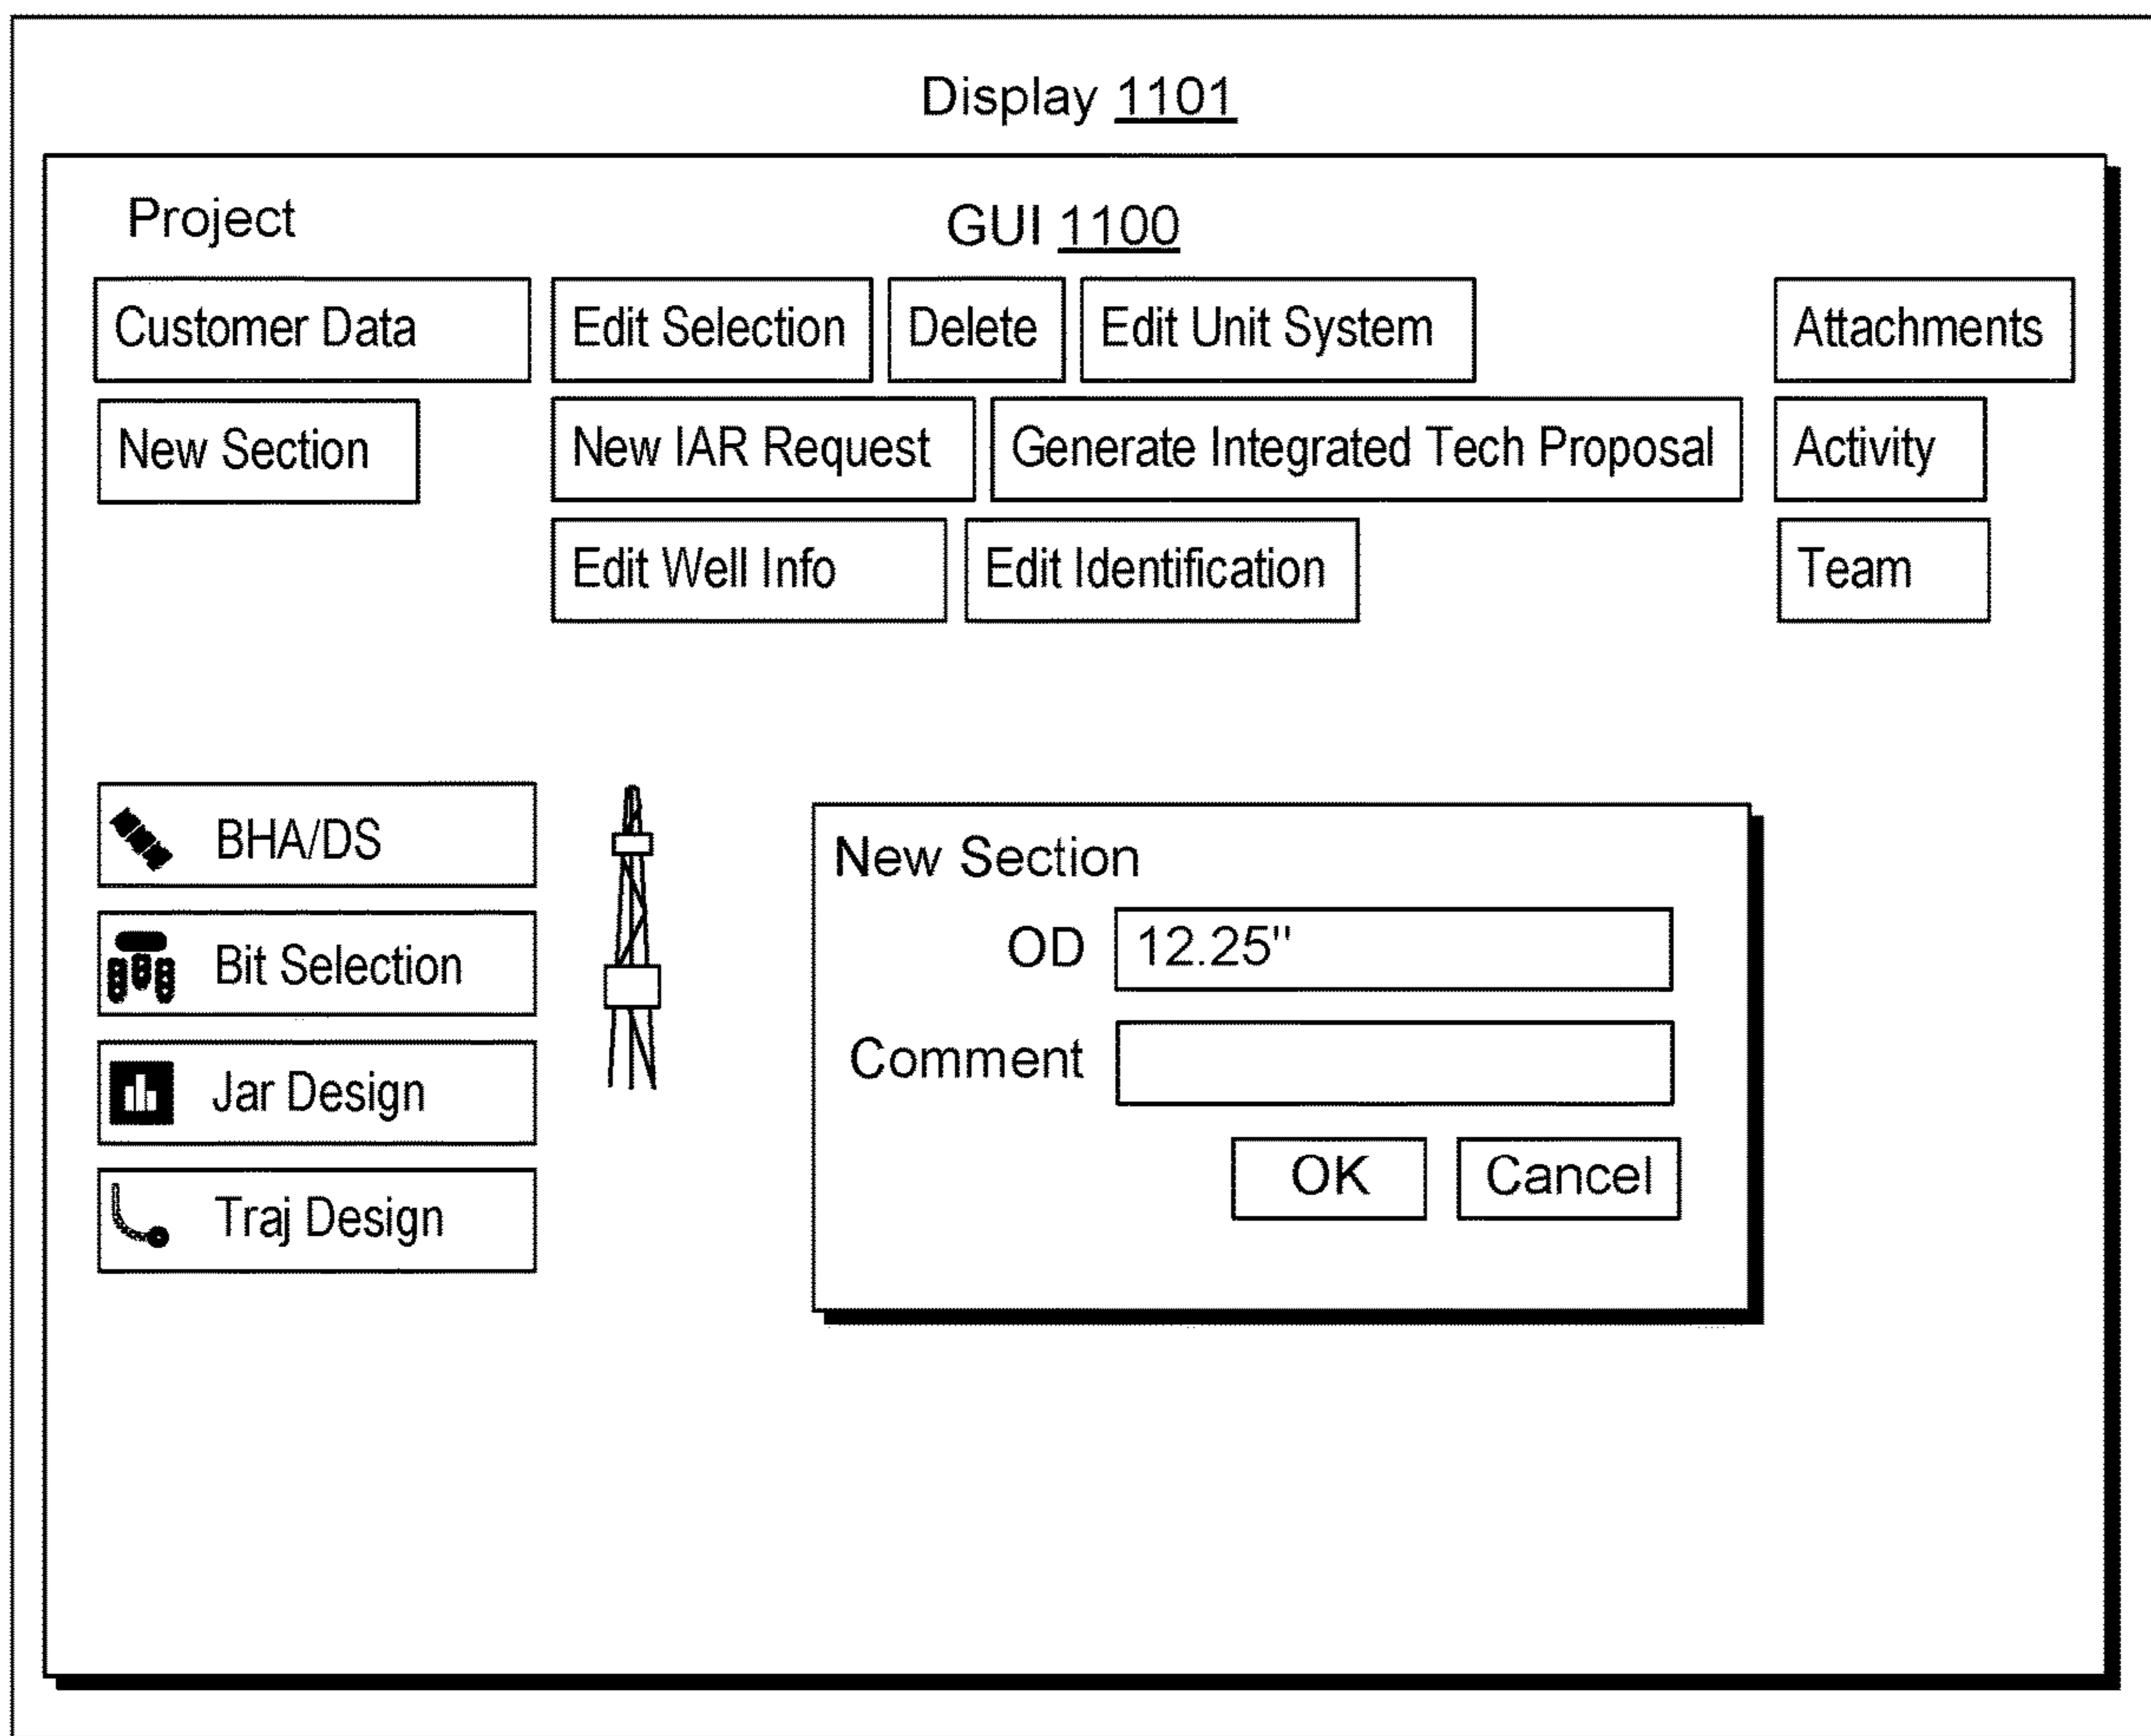 Display 1101
Project
GUI 1100
Customer Data
Edit Selection
Delete
Edit Unit System
Attachments
New Section
New IAR Request
Generate Integrated Tech Proposal
Activity
Edit Well Info
Edit Identification
Team
BHA/DS
Bit Selection
Jar Design
Traj Design
New Section
OD
12.25"
Comment
OK
Cancel